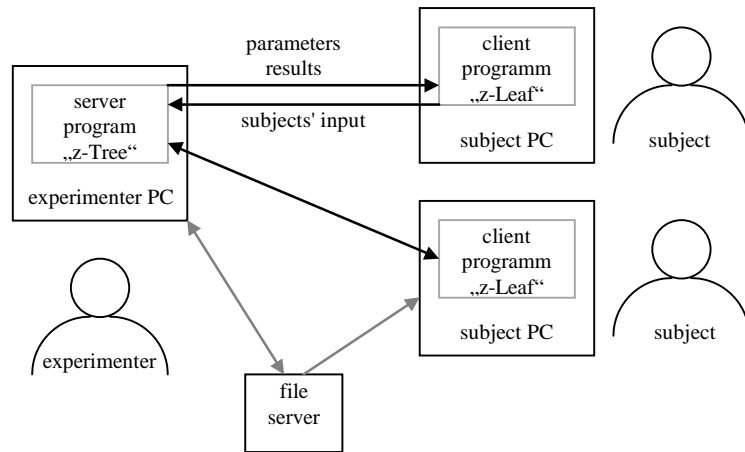 parameters
results
subjects' input
server
program
„z-Tree“
experimenter PC
client
programm
„z-Leaf“
subject PC
subject
client
programm
„z-Leaf“
subject PC
subject
experimenter
file
server